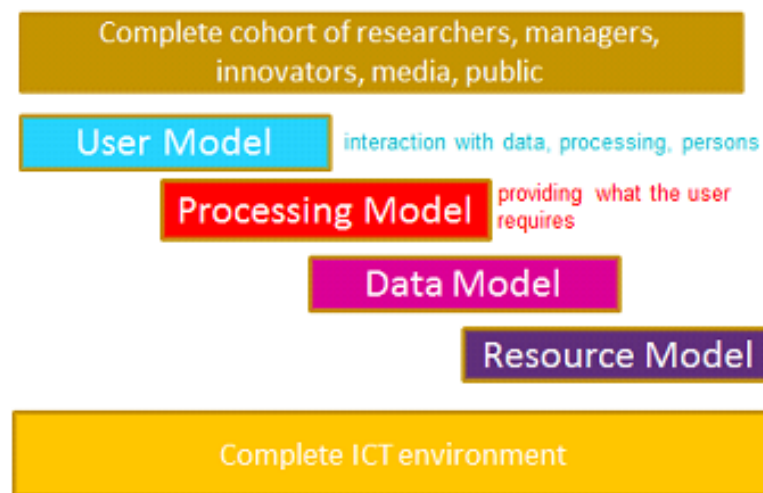 Complete cohort of researchers, managers,
innovators, media, public
User Model
interaction with data, processing, persons
Processing Model
providing what the user
requires
Data Model
Resource Model
Complete ICT environment